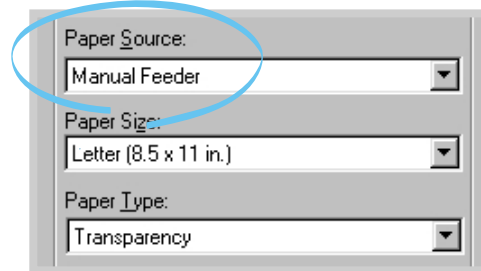 Paper Source:
Manual Feeder
Paper Size:
Letter (8.5 x 11 in.)
Paper Type:
Transparency